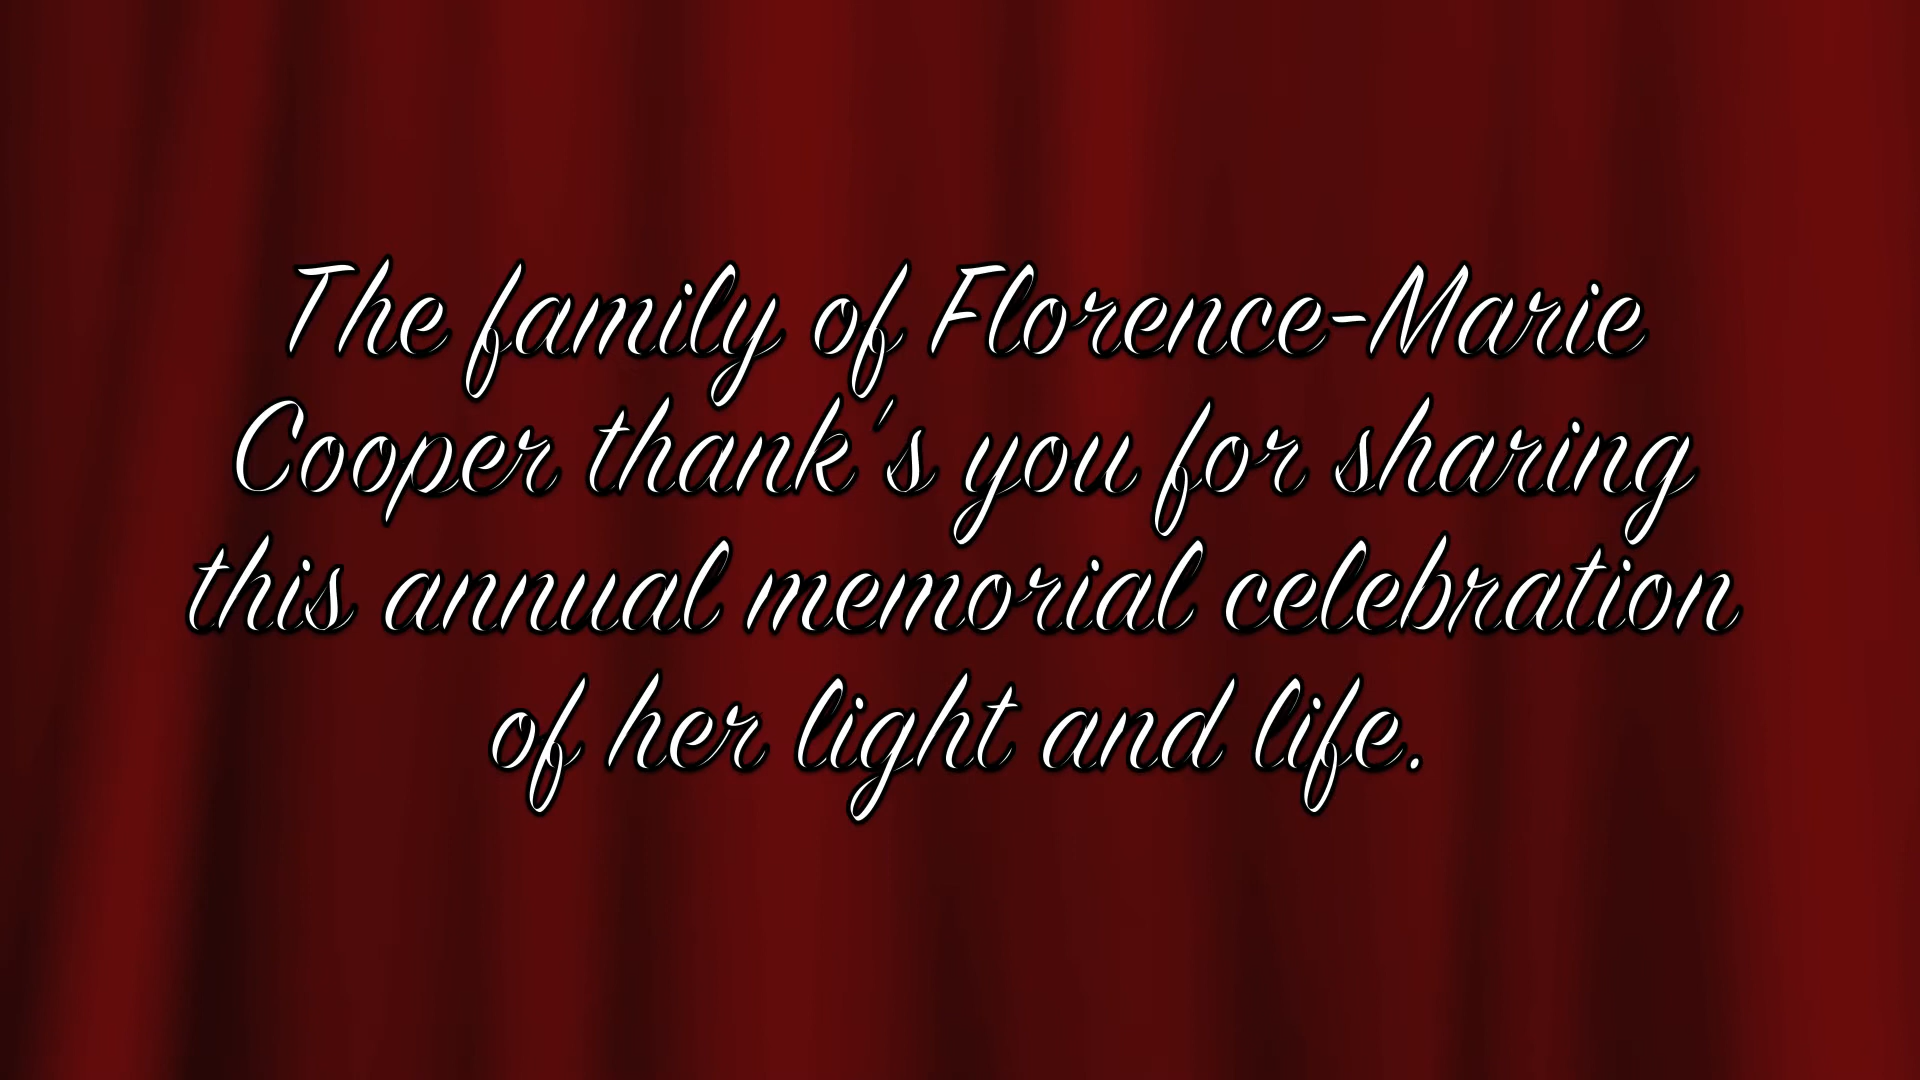 The family of Florence-Marie
Cooper thank's you for sharing
this annual memorial celebration
of her light and life.